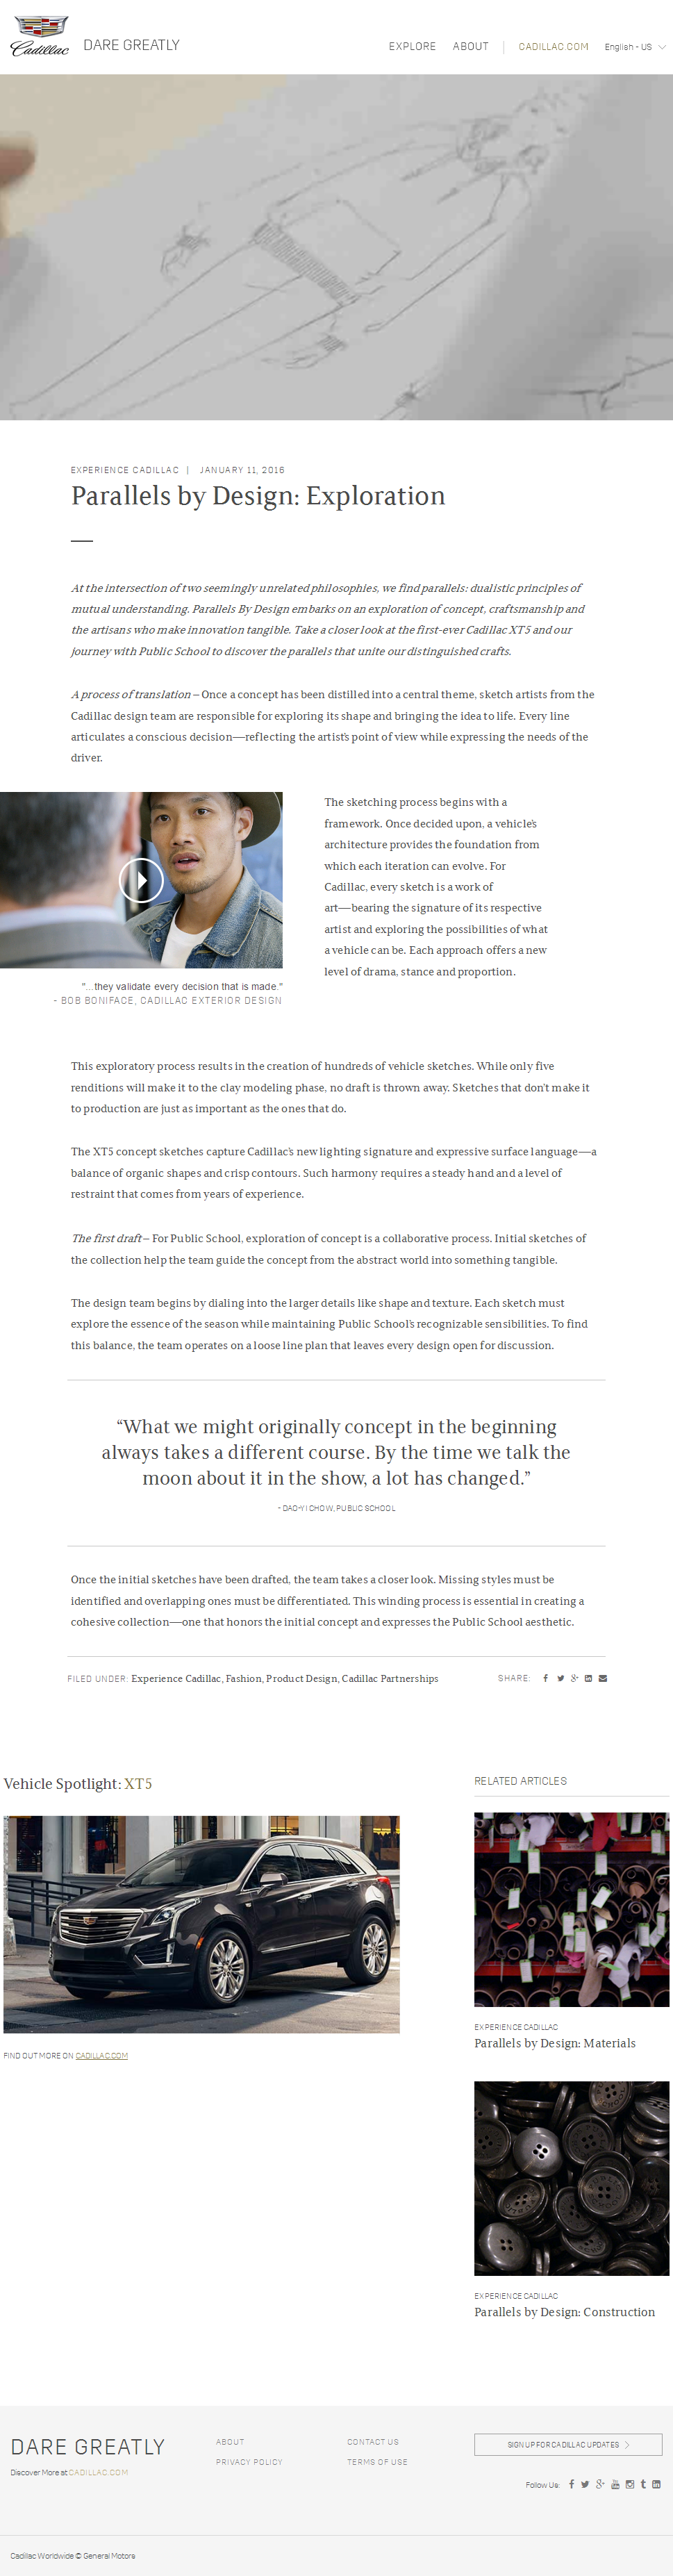 Cadillac
DARE GREATLY
EXPLORE ABOUT CADILLAC.COM English - US
EXPERIENCE CADILLAC | JANUARY 11, 2016
Parallels by Design: Exploration
At the intersection of two seemingly unrelated philosophies, we find parallels: dualistic principles of
mutual understanding. Parallels By Design embarks on an exploration of concept, craftsmanship and
the artisans who make innovation tangible. Take a closer look at the first-ever Cadillac XT5 and our
journey with Public School to discover the parallels that unite our distinguished crafts.
A process of translation – Once a concept has been distilled into a central theme, sketch artists from the
Cadillac design team are responsible for exploring its shape and bringing the idea to life. Every line
articulates a conscious decision—reflecting the artist's point of view while expressing the needs of the
driver.
The sketching process begins with a
framework. Once decided upon, a vehicle's
architecture provides the foundation from
which each iteration can evolve. For
Cadillac, every sketch is a work of
art—bearing the signature of its respective
artist and exploring the possibilities of what
a vehicle can be. Each approach offers a new
level of drama, stance and proportion.
"...they validate every decision that is made."
- BOB BONIFACE, CADILLAC EXTERIOR DESIGN
This exploratory process results in the creation of hundreds of vehicle sketches. While only five
renditions will make it to the clay modeling phase, no draft is thrown away. Sketches that don't make it
to production are just as important as the ones that do.
The XT5 concept sketches capture Cadillac's new lighting signature and expressive surface language—a
balance of organic shapes and crisp contours. Such harmony requires a steady hand and a level of
restraint that comes from years of experience.
The first draft – For Public School, exploration of concept is a collaborative process. Initial sketches of
the collection help the team guide the concept from the abstract world into something tangible.
The design team begins by dialing into the larger details like shape and texture. Each sketch must
explore the essence of the season while maintaining Public School's recognizable sensibilities. To find
this balance, the team operates on a loose line plan that leaves every design open for discussion.
“What we might originally concept in the beginning
always takes a different course. By the time we talk the
moon about it in the show, a lot has changed.”
- DAO-YI CHOW, PUBLIC SCHOOL
Once the initial sketches have been drafted, the team takes a closer look. Missing styles must be
identified and overlapping ones must be differentiated. This winding process is essential in creating a
cohesive collection—one that honors the initial concept and expresses the Public School aesthetic.
FILED UNDER: Experience Cadillac, Fashion, Product Design, Cadillac Partnerships
SHARE:
Vehicle Spotlight: XT5
FIND OUT MORE ON CADILLAC.COM
RELATED ARTICLES
EXPERIENCE CADILLAC
Parallels by Design: Materials
EXPERIENCE CADILLAC
Parallels by Design: Construction
DARE GREATLY
Discover More at CADILLAC.COM
ABOUT
PRIVACY POLICY
CONTACT US
TERMS OF USE
SIGN UP FOR CADILLAC UPDATES
Follow Us:
Cadillac Worldwide © General Motors